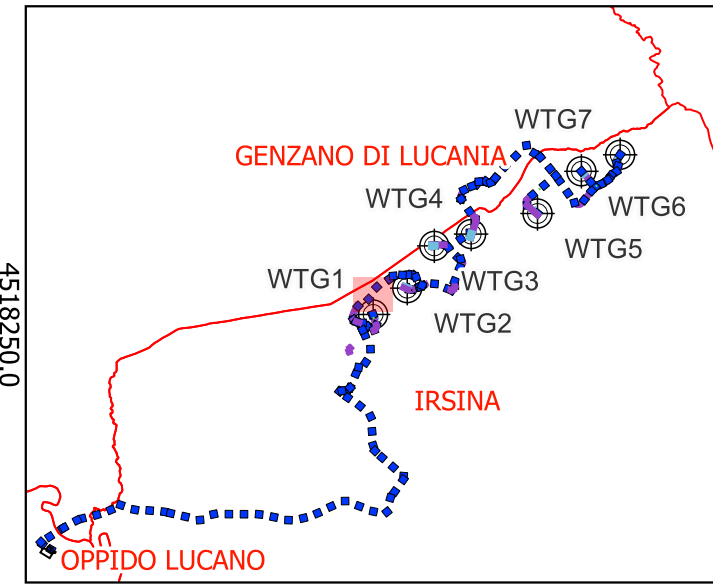 WTG7
GENZANO DI LUCANIA
WTG4
WTG6
WTG5
WTG1
WTG3
WTG2
4518250.0
IRSINA
OPPIDO LUCANO